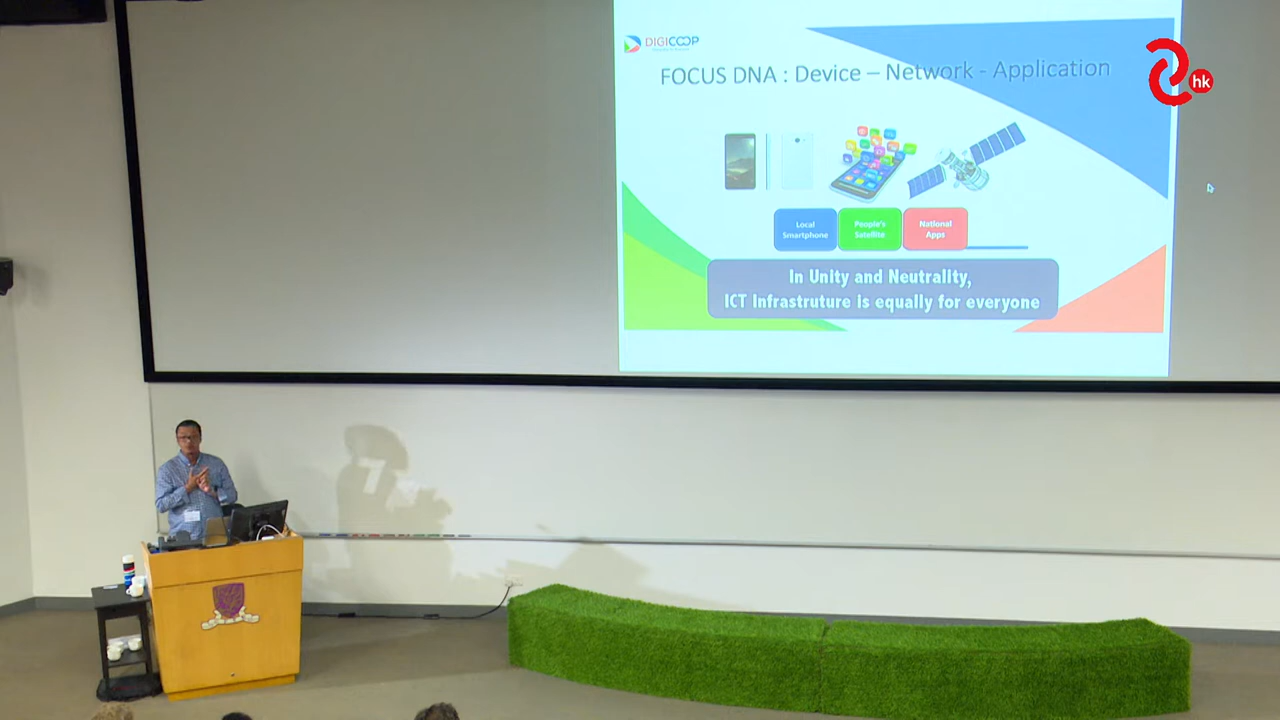 DIGICOOP
FOCUS DNA : Device – Network - Application
hk
Local
Smartphone
People's
Satellite
National
Apps
In Unity and Neutrality,
ICT Infrastruture is equally for everyone